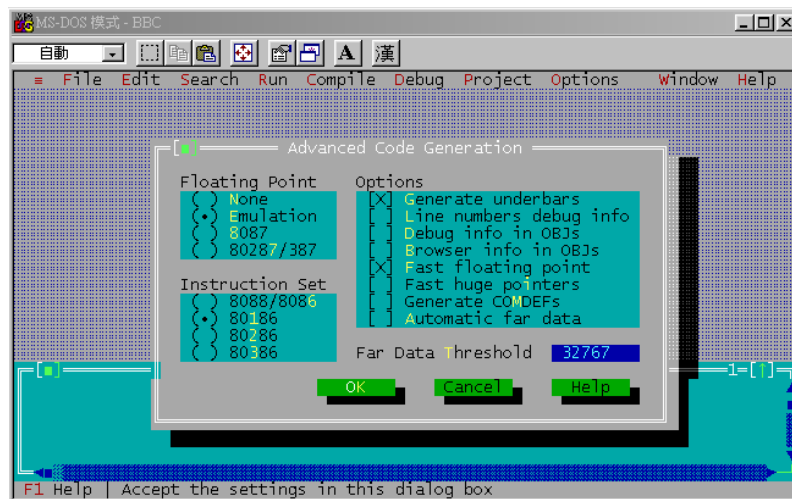 MS-DOS 模式 - BBC
自動 A 漢
≡ File Edit Search Run Compile Debug Project Options Window Help
[■] Advanced Code Generation
Floating Point Options
( ) None [X] Generate underbars
(•) Emulation [ ] Line numbers debug info
( ) 8087 [ ] Debug info in OBJs
( ) 80287/387 [ ] Browser info in OBJs
[X] Fast floating point
Instruction Set [ ] Fast huge pointers
( ) 8088/8086 [ ] Generate COMDEFs
(•) 80186 [ ] Automatic far data
( ) 80286
( ) 80386 Far Data Threshold 32767
[■] 1=[↑]
OK Cancel Help
F1 Help | Accept the settings in this dialog box